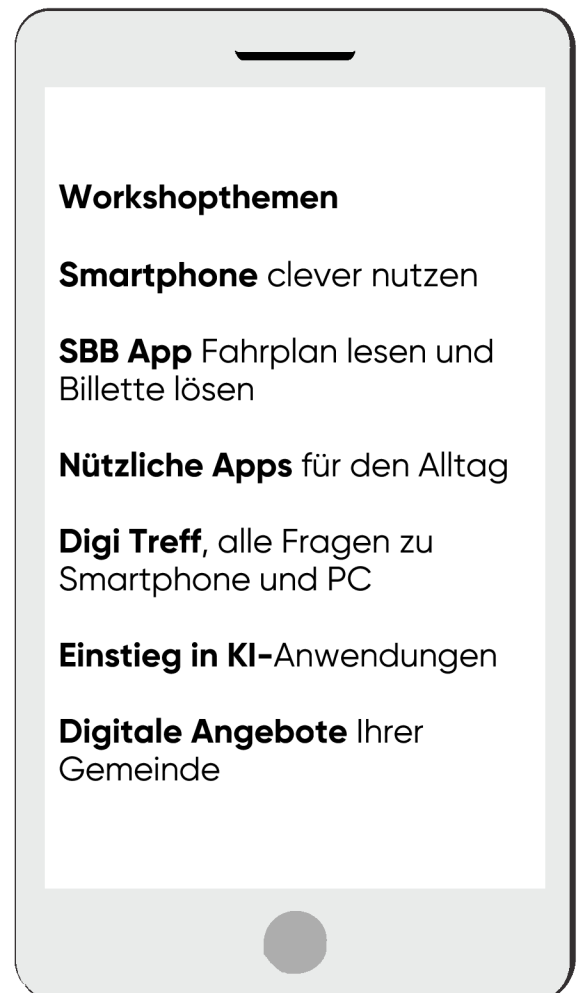 Workshopthemen
Smartphone clever nutzen
SBB App Fahrplan lesen und
Billette lösen
Nützliche Apps für den Alltag
Digi Treff, alle Fragen zu
Smartphone und PC
Einstieg in KI-Anwendungen
Digitale Angebote Ihrer
Gemeinde